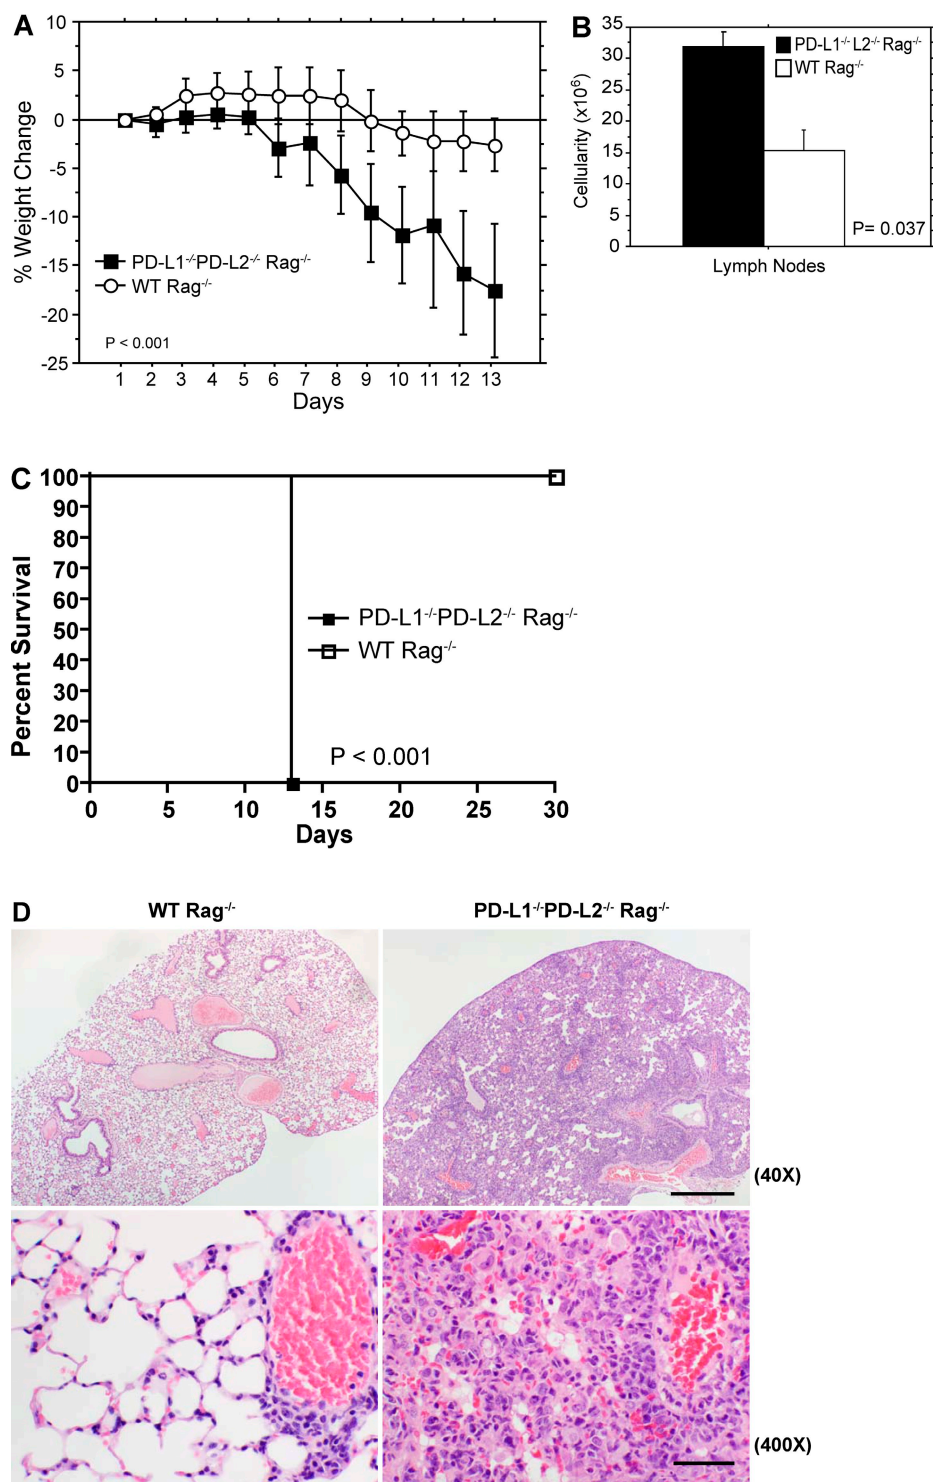 A
10
5
0
-5
-10
-15
-20
-25
% Weight Change
PD-L1⁻/⁻PD-L2⁻/⁻ Rag⁻/⁻
WT Rag⁻/⁻
P < 0.001
1 2 3 4 5 6 7 8 9 10 11 12 13
Days
B
35
30
25
20
15
10
5
0
Cellularity (x10⁶)
PD-L1⁻/⁻ L2⁻/⁻ Rag⁻/⁻
WT Rag⁻/⁻
P= 0.037
Lymph Nodes
C
100
90
80
70
60
50
40
30
20
10
0
Percent Survival
PD-L1⁻/⁻PD-L2⁻/⁻ Rag⁻/⁻
WT Rag⁻/⁻
P < 0.001
0 5 10 15 20 25 30
Days
D
WT Rag⁻/⁻
PD-L1⁻/⁻PD-L2⁻/⁻ Rag⁻/⁻
(40X)
(400X)